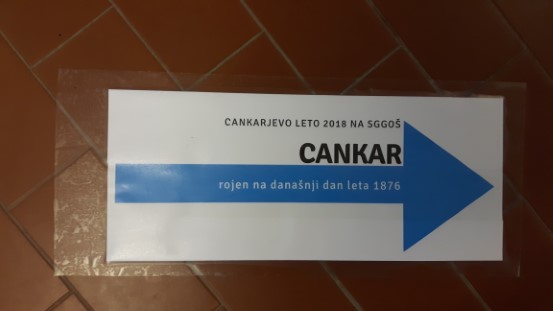 CANKARJEVO LETO 2018 NA SGGOŠ
CANKAR
rojen na današnji dan leta 1876